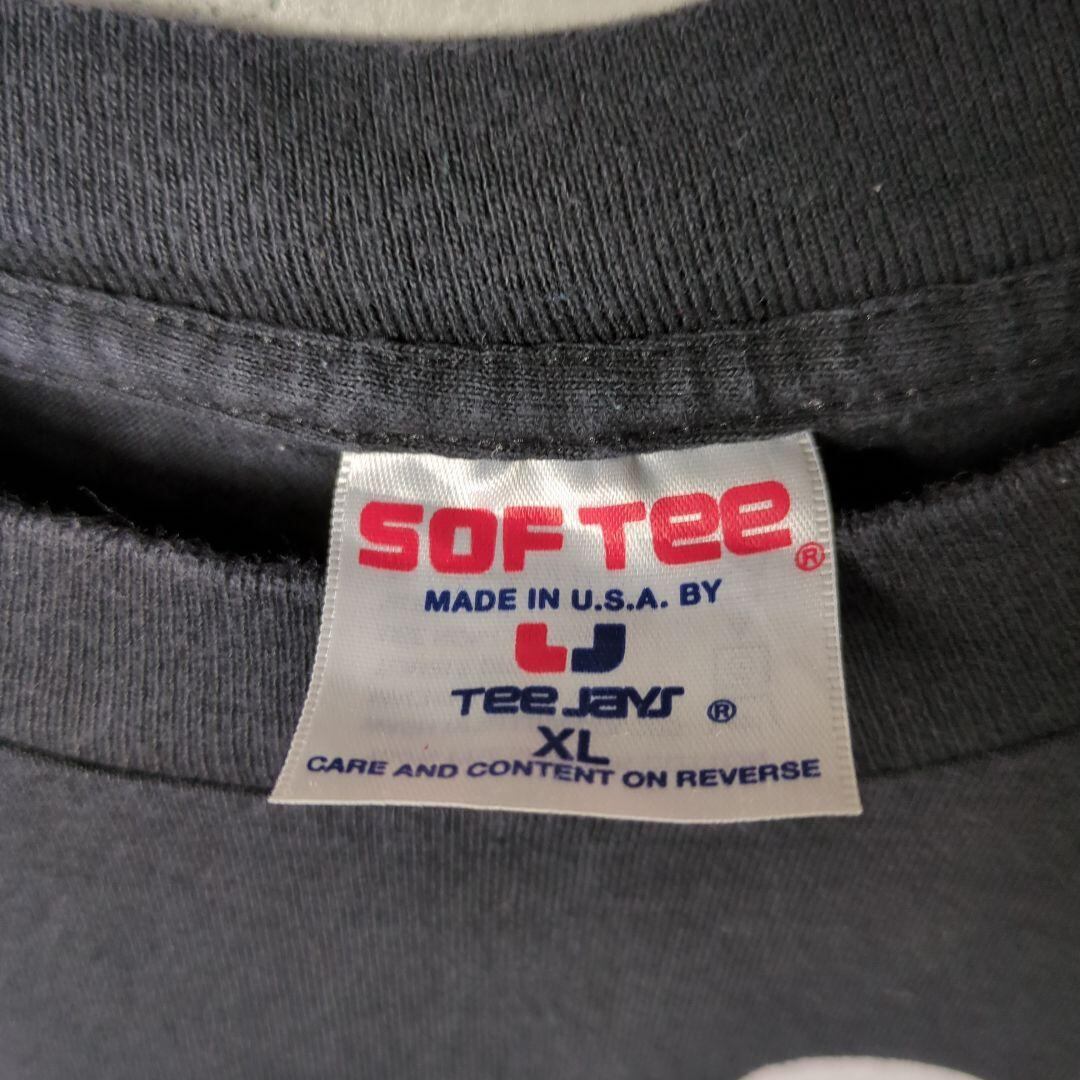 SOFTEE®
MADE IN U.S.A. BY
TEE JAYS ®
XL
CARE AND CONTENT ON REVERSE